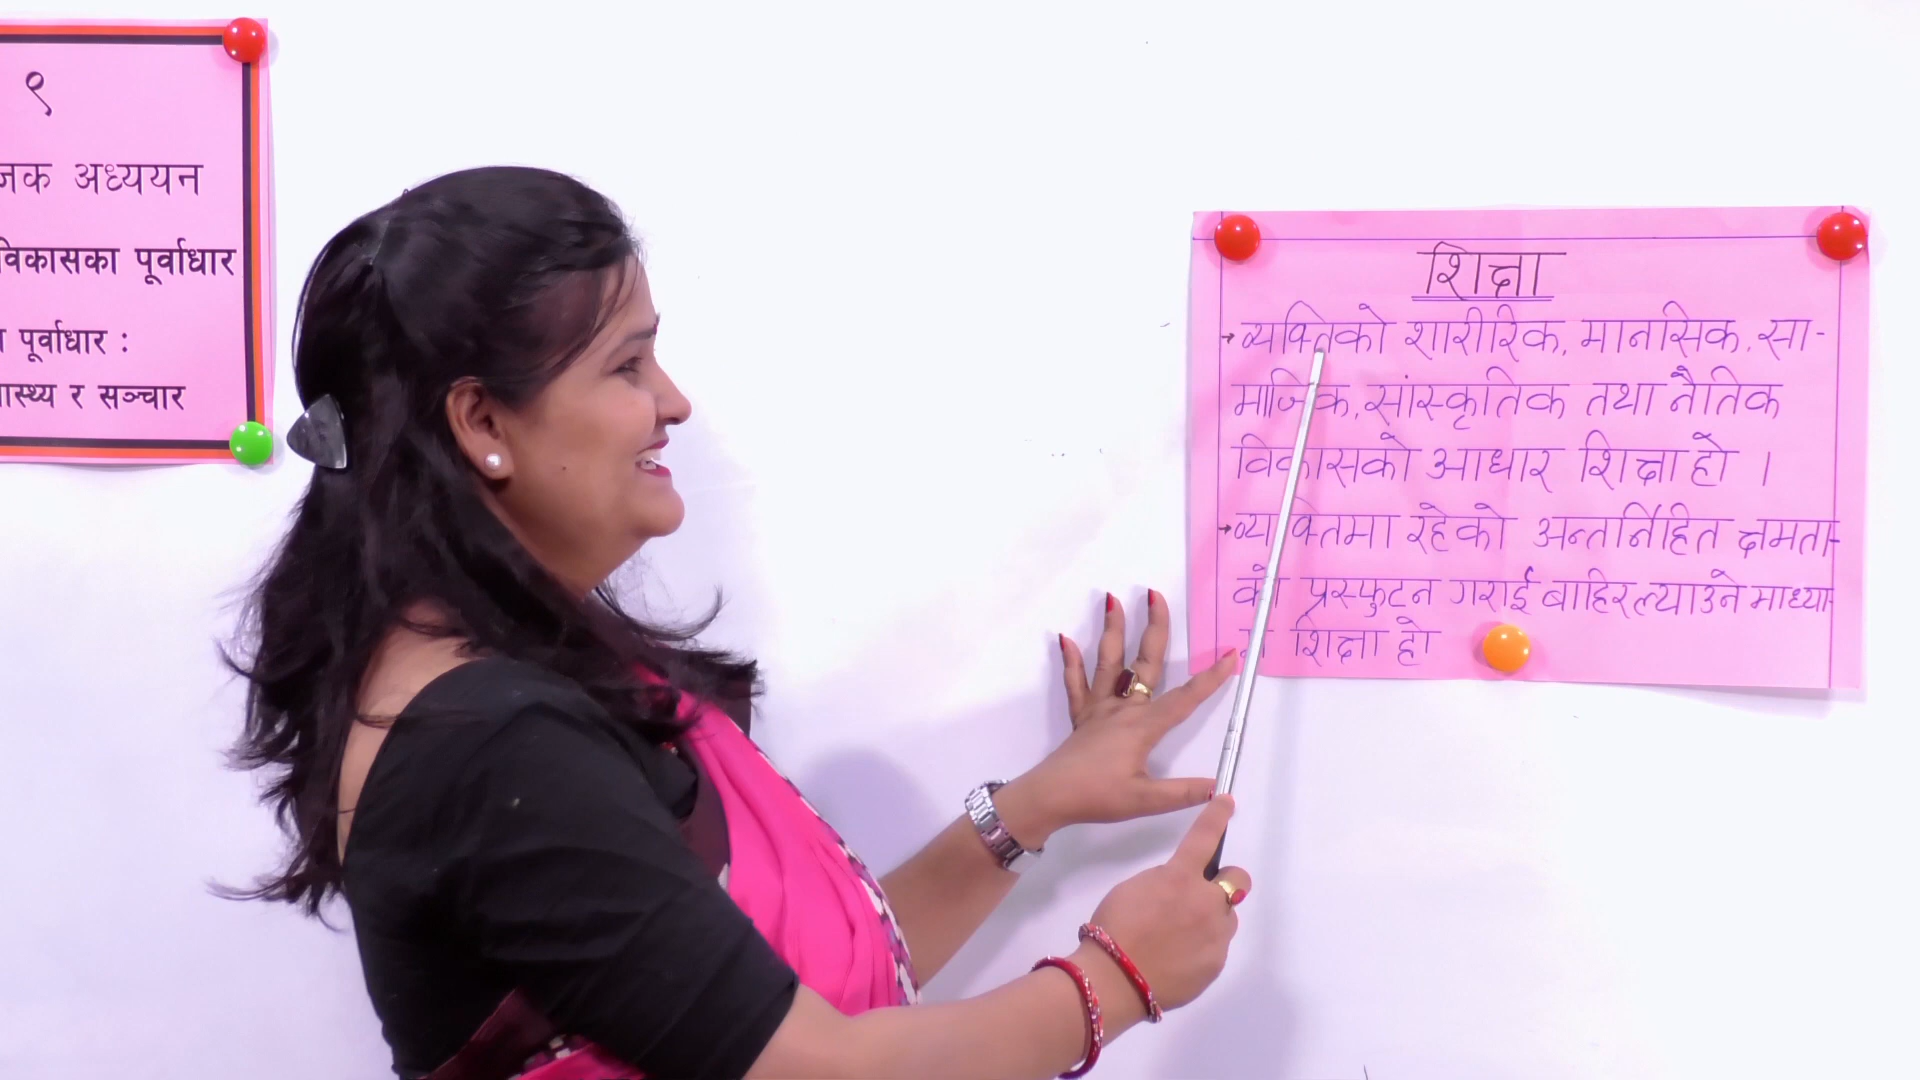 ९
जक अध्ययन
विकासका पूर्वाधार
पूर्वाधार :
ास्थ्य र सञ्चार
शिक्षा
→ व्यक्तिको शारीरिक, मानसिक, सा-
माजिक, सांस्कृतिक तथा नैतिक
विकासको आधार शिक्षा हो ।
→ व्यक्तिमा रहेको अन्तर्निहित क्षमता-
को प्रस्फुटन गराई बाहिर ल्याउने माध्या-
म शिक्षा हो